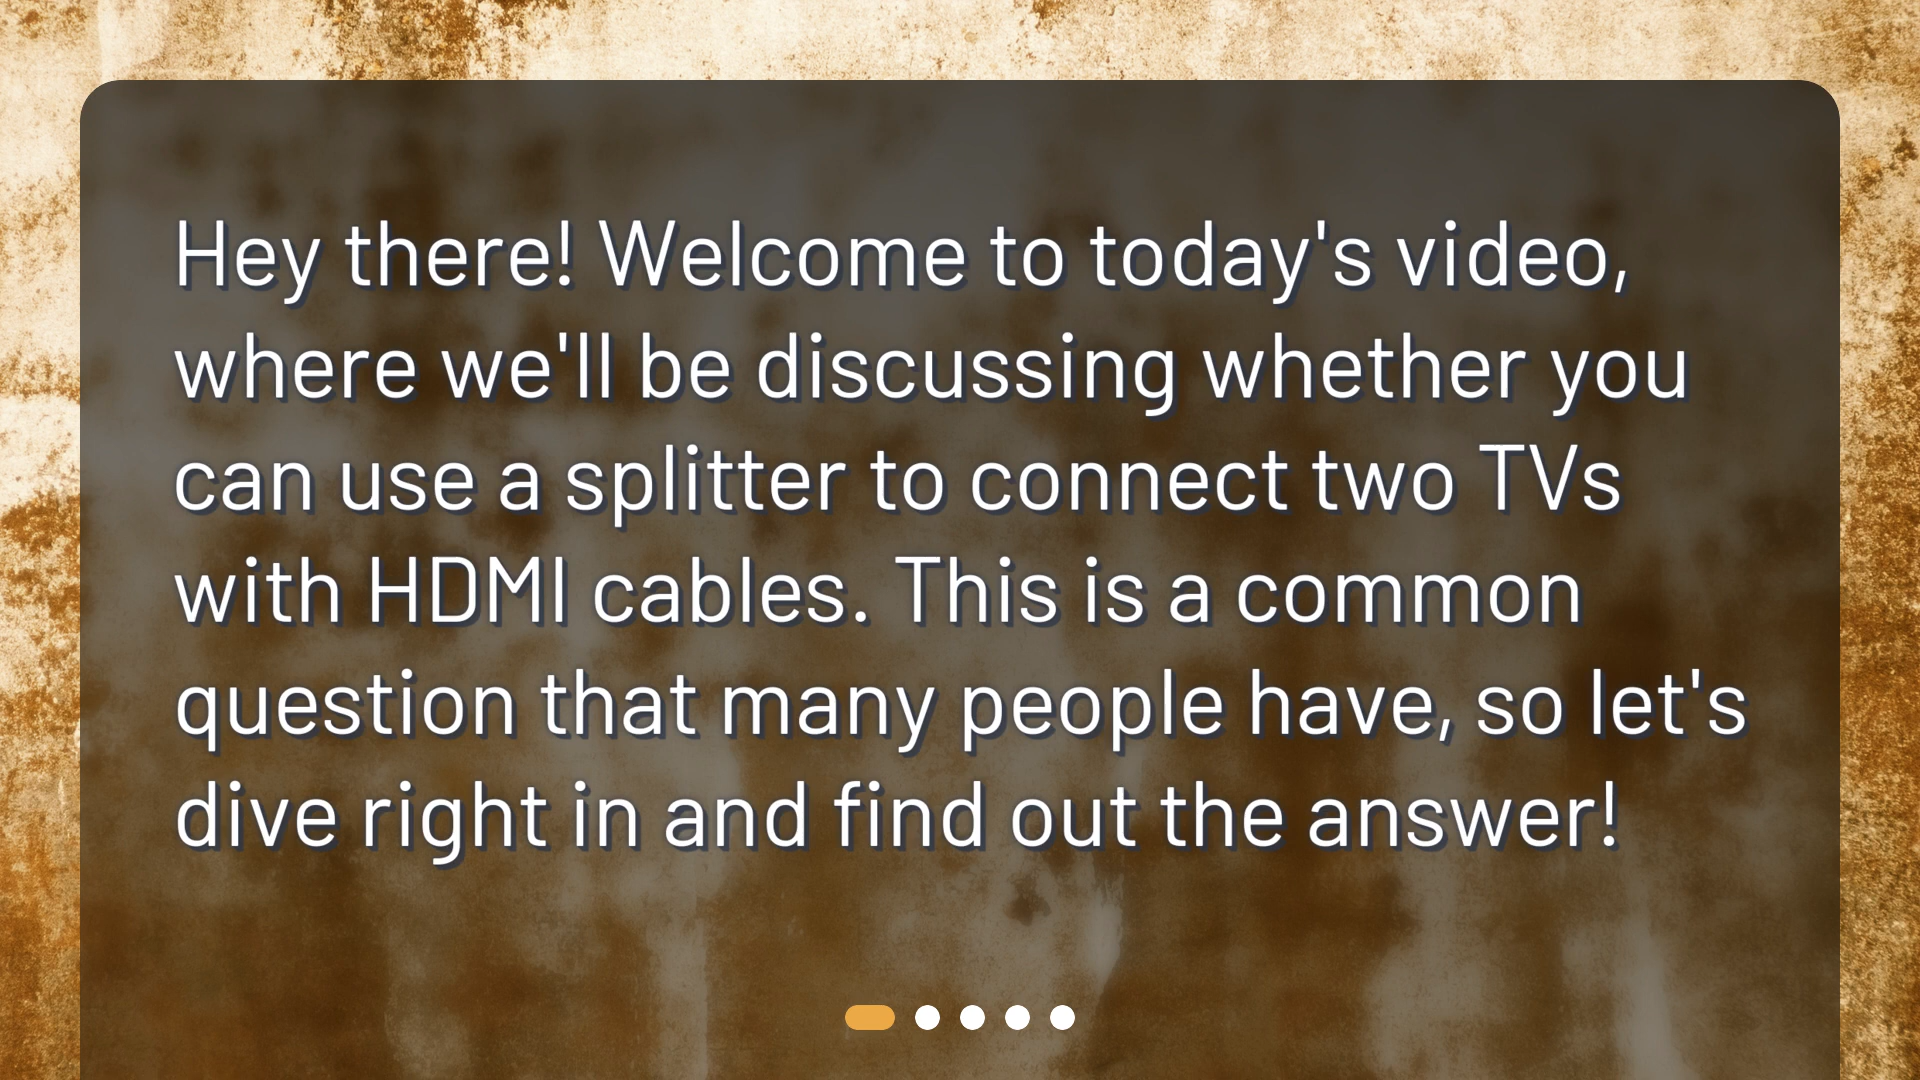 Hey there! Welcome to today's video,
where we'll be discussing whether you
can use a splitter to connect two TVs
with HDMI cables. This is a common
question that many people have, so let's
dive right in and find out the answer!